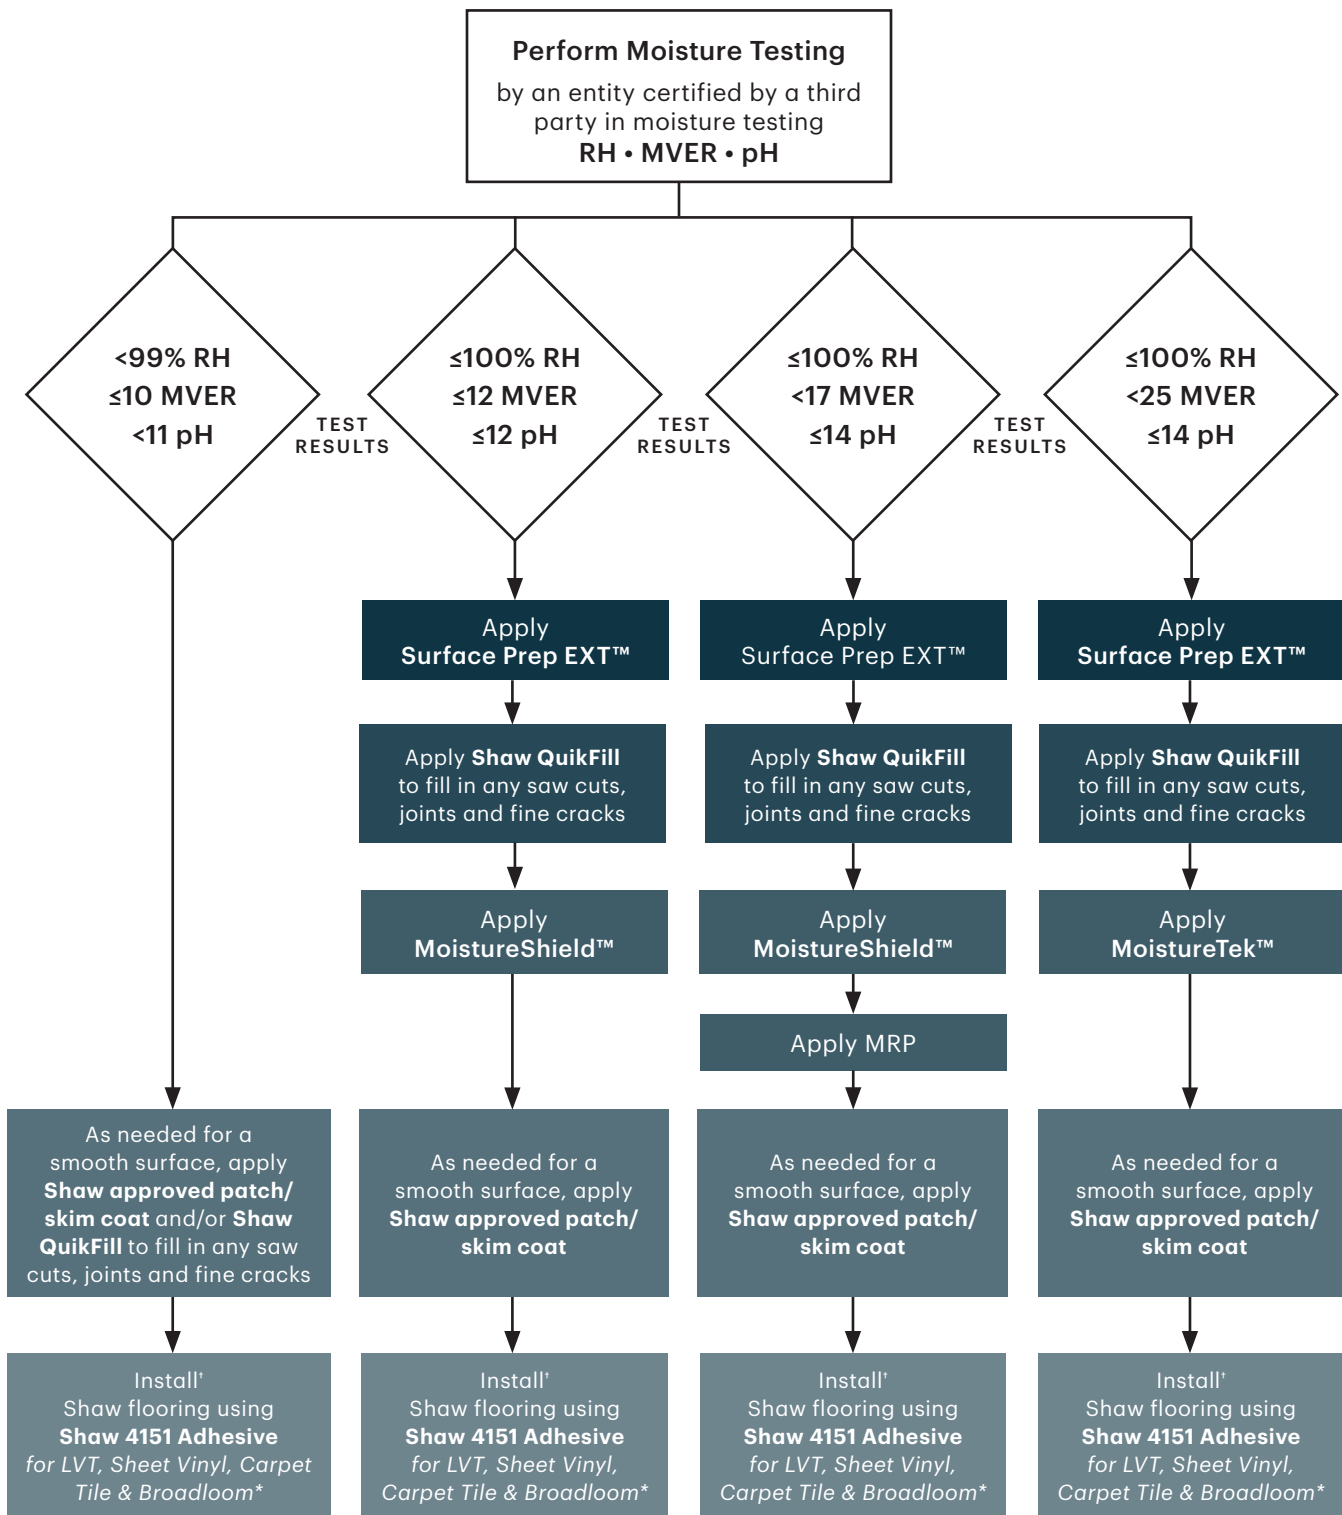 Perform Moisture Testing
by an entity certified by a third
party in moisture testing
RH • MVER • pH
<99% RH
≤10 MVER
<11 pH
TEST
RESULTS
≤100% RH
≤12 MVER
≤12 pH
TEST
RESULTS
≤100% RH
<17 MVER
≤14 pH
TEST
RESULTS
≤100% RH
<25 MVER
≤14 pH
Apply
Surface Prep EXT™
Apply
Surface Prep EXT™
Apply
Surface Prep EXT™
Apply Shaw QuikFill
to fill in any saw cuts,
joints and fine cracks
Apply Shaw QuikFill
to fill in any saw cuts,
joints and fine cracks
Apply Shaw QuikFill
to fill in any saw cuts,
joints and fine cracks
Apply
MoistureShield™
Apply
MoistureShield™
Apply
MoistureTek™
Apply MRP
As needed for a
smooth surface, apply
Shaw approved patch/
skim coat and/or Shaw
QuikFill to fill in any saw
cuts, joints and fine cracks
As needed for a
smooth surface, apply
Shaw approved patch/
skim coat
As needed for a
smooth surface, apply
Shaw approved patch/
skim coat
As needed for a
smooth surface, apply
Shaw approved patch/
skim coat
Install†
Shaw flooring using
Shaw 4151 Adhesive
for LVT, Sheet Vinyl, Carpet
Tile & Broadloom*
Install†
Shaw flooring using
Shaw 4151 Adhesive
for LVT, Sheet Vinyl,
Carpet Tile & Broadloom*
Install†
Shaw flooring using
Shaw 4151 Adhesive
for LVT, Sheet Vinyl,
Carpet Tile & Broadloom*
Install†
Shaw flooring using
Shaw 4151 Adhesive
for LVT, Sheet Vinyl,
Carpet Tile & Broadloom*